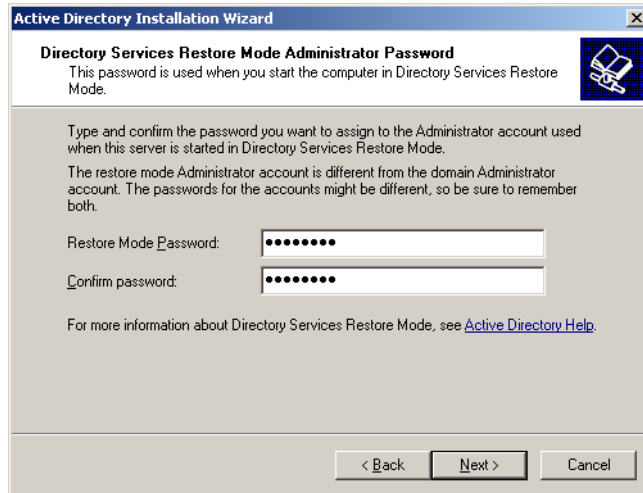 Active Directory Installation Wizard
Directory Services Restore Mode Administrator Password
This password is used when you start the computer in Directory Services Restore
Mode.
Type and confirm the password you want to assign to the Administrator account used
when this server is started in Directory Services Restore Mode.
The restore mode Administrator account is different from the domain Administrator
account. The passwords for the accounts might be different, so be sure to remember
both.
Restore Mode Password: ••••••••
Confirm password: ••••••••
For more information about Directory Services Restore Mode, see Active Directory Help.
< Back Next > Cancel